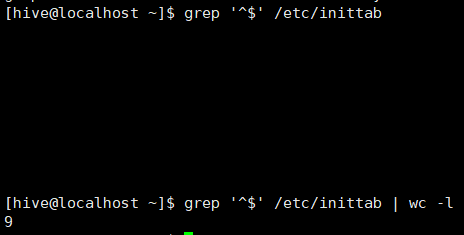 [hive@localhost ~]$ grep '^$' /etc/inittab
[hive@localhost ~]$ grep '^$' /etc/inittab | wc -l
9